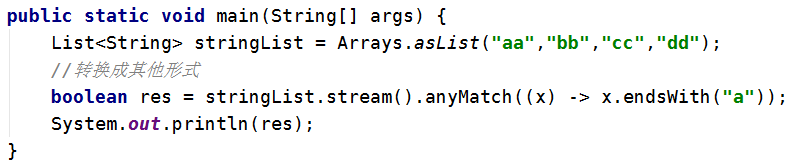 public static void main(String[] args) {
    List<String> stringList = Arrays.asList("aa","bb","cc","dd");
    //转换成其他形式
    boolean res = stringList.stream().anyMatch((x) -> x.endsWith("a"));
    System.out.println(res);
}